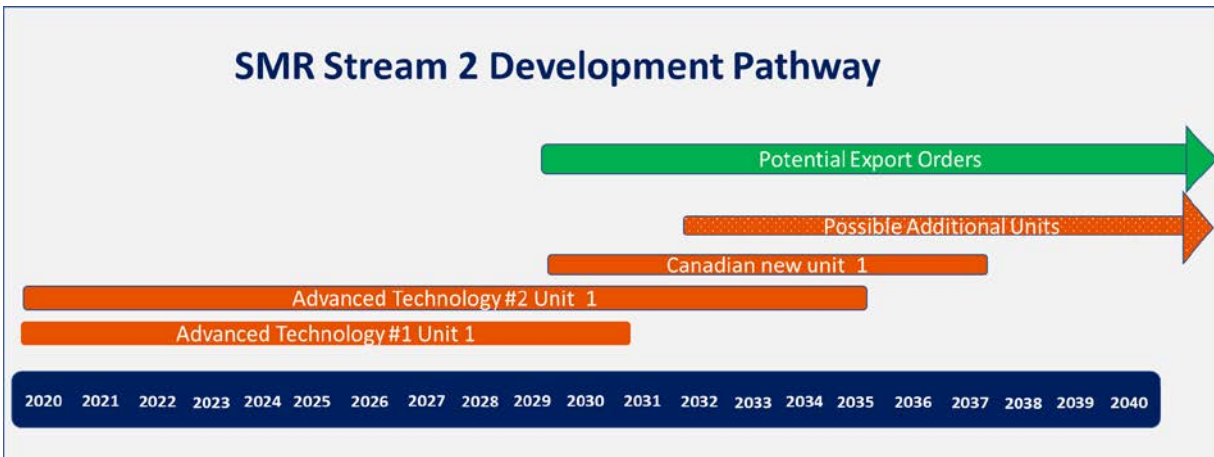 SMR Stream 2 Development Pathway
Potential Export Orders
Possible Additional Units
Canadian new unit 1
Advanced Technology #2 Unit 1
Advanced Technology #1 Unit 1
2020 2021 2022 2023 2024 2025 2026 2027 2028 2029 2030 2031 2032 2033 2034 2035 2036 2037 2038 2039 2040